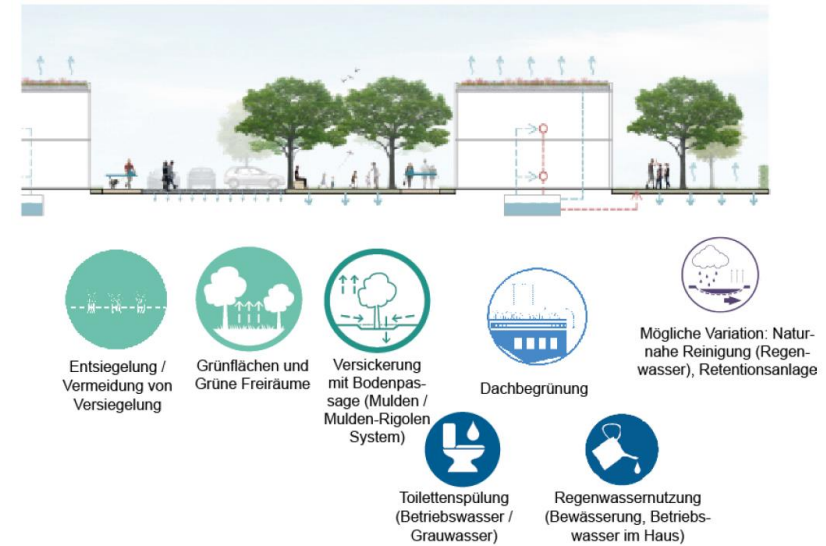 Entsiegelung /
Vermeidung von
Versiegelung
Grünflächen und
Grüne Freiräume
Versickerung
mit Bodenpas-
sage (Mulden /
Mulden-Rigolen
System)
Dachbegrünung
Mögliche Variation: Natur-
nahe Reinigung (Regen-
wasser), Retentionsanlage
Toilettenspülung
(Betriebswasser /
Grauwasser)
Regenwassernutzung
(Bewässerung, Betriebs-
wasser im Haus)